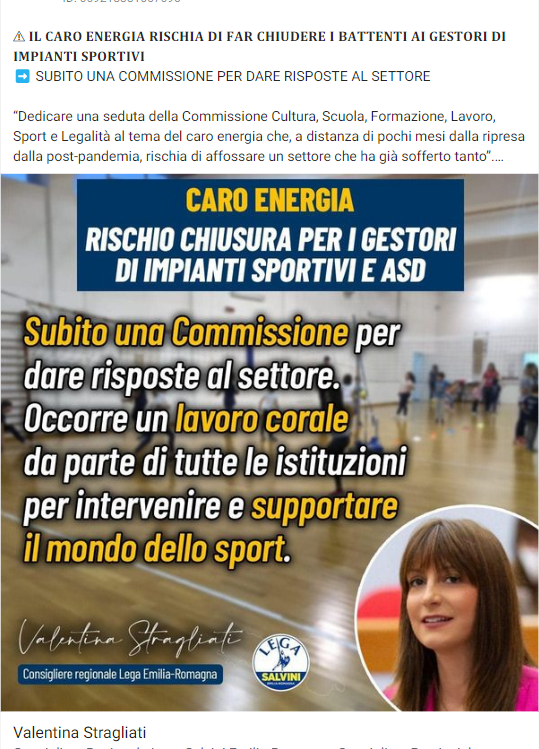 ⚠ IL CARO ENERGIA RISCHIA DI FAR CHIUDERE I BATTENTI AI GESTORI DI
IMPIANTI SPORTIVI
➡ SUBITO UNA COMMISSIONE PER DARE RISPOSTE AL SETTORE
“Dedicare una seduta della Commissione Cultura, Scuola, Formazione, Lavoro,
Sport e Legalità al tema del caro energia che, a distanza di pochi mesi dalla ripresa
dalla post-pandemia, rischia di affossare un settore che ha già sofferto tanto”....
CARO ENERGIA
RISCHIO CHIUSURA PER I GESTORI
DI IMPIANTI SPORTIVI E ASD
Subito una Commissione per
dare risposte al settore.
Occorre un lavoro corale
da parte di tutte le istituzioni
per intervenire e supportare
il mondo dello sport.
Valentina Stragliati
Consigliere regionale Lega Emilia-Romagna
LEGA
SALVINI
EMILIA-ROMAGNA
Valentina Stragliati